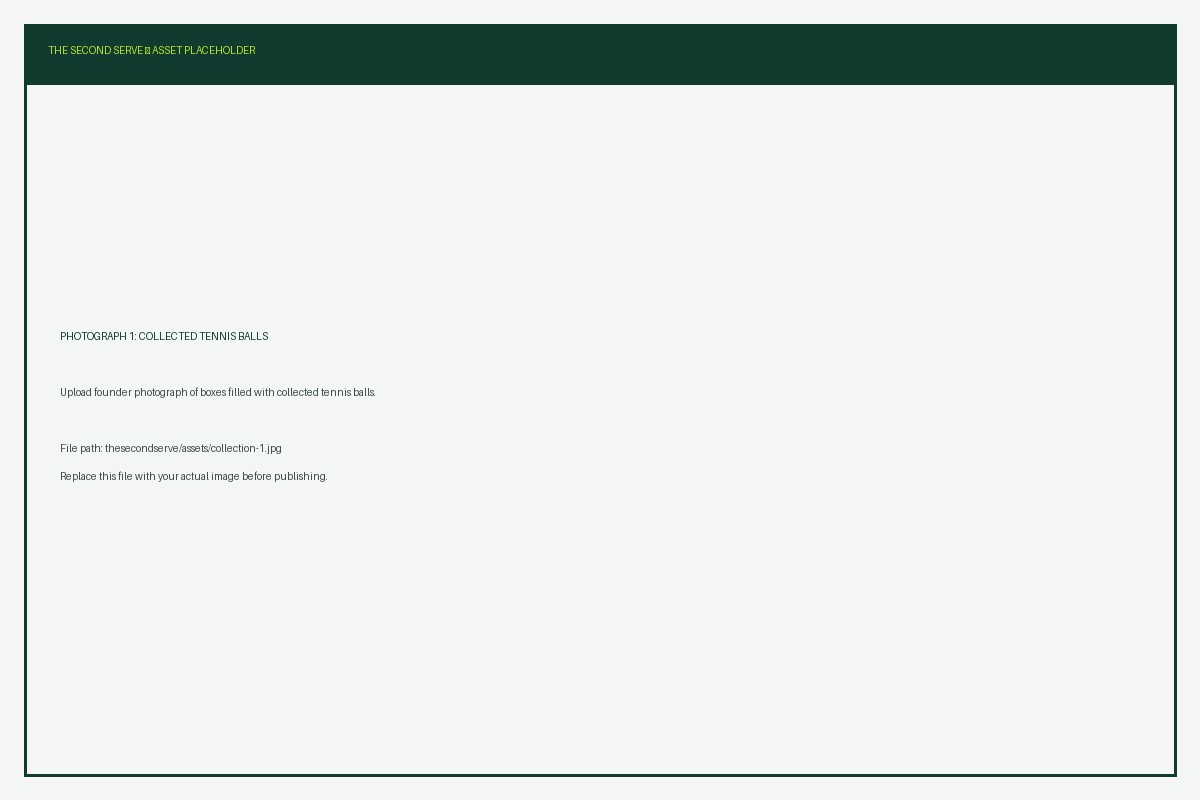 THE SECOND SERVE ASSET PLACEHOLDER
PHOTOGRAPH 1: COLLECTED TENNIS BALLS
Upload founder photograph of boxes filled with collected tennis balls.
File path: thesecondserve/assets/collection-1.jpg
Replace this file with your actual image before publishing.